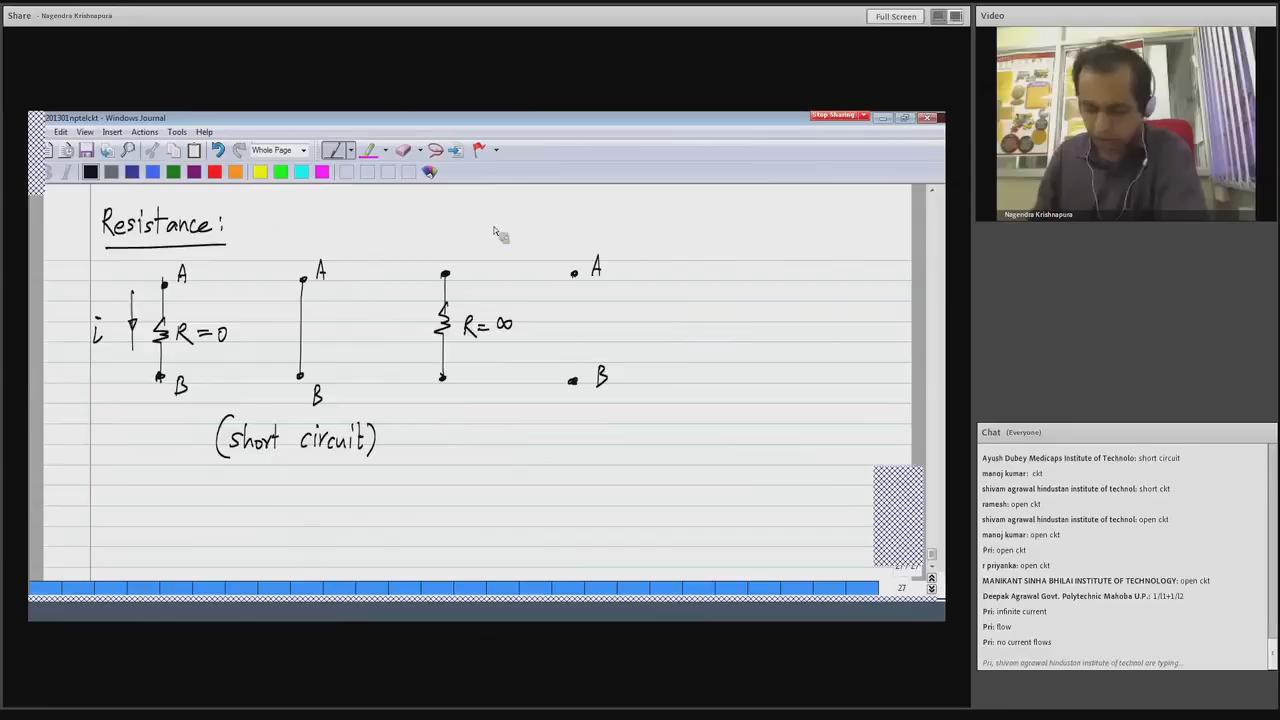 Share - Nagendra Krishnapura
Full Screen
Video
201301nptelckt - Windows Journal
Stop Sharing
Edit View Insert Actions Tools Help
Whole Page
Resistance:
A A A
i R = 0 R = ∞
B B B
(short circuit)
27
Nagendra Krishnapura
Chat (Everyone)
Ayush Dubey Medicaps Institute of Technolo: short circuit
manoj kumar: ckt
shivam agrawal hindustan institute of technol: short ckt
ramesh: open ckt
shivam agrawal hindustan institute of technol: open ckt
manoj kumar: open ckt
Pri: open ckt
r priyanka: open ckt
MANIKANT SINHA BHILAI INSTITUTE OF TECHNOLOGY: open ckt
Deepak Agrawal Govt. Polytechnic Mahoba U.P.: 1/l1+1/l2
Pri: infinite current
Pri: flow
Pri: no current flows
Pri, shivam agrawal hindustan institute of technol are typing...